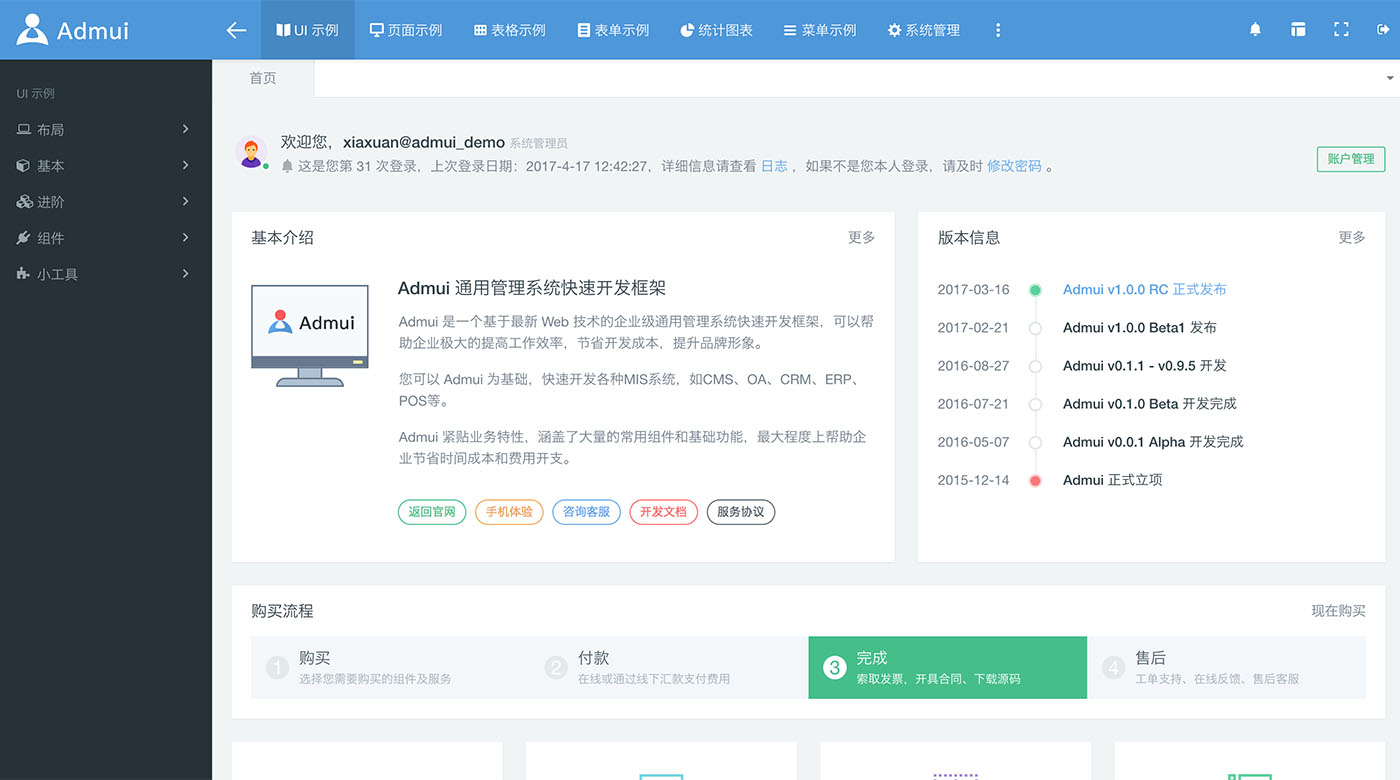 Admui
UI 示例
页面示例
表格示例
表单示例
统计图表
菜单示例
系统管理
UI 示例
布局
基本
进阶
组件
小工具
首页
欢迎您，xiaxuan@admui_demo 系统管理员
这是您第 31 次登录，上次登录日期：2017-4-17 12:42:27，详细信息请查看 日志 ，如果不是您本人登录，请及时 修改密码 。
账户管理
基本介绍
更多
Admui
Admui 通用管理系统快速开发框架
Admui 是一个基于最新 Web 技术的企业级通用管理系统快速开发框架，可以帮
助企业极大的提高工作效率，节省开发成本，提升品牌形象。
您可以 Admui 为基础，快速开发各种MIS系统，如CMS、OA、CRM、ERP、
POS等。
Admui 紧贴业务特性，涵盖了大量的常用组件和基础功能，最大程度上帮助企
业节省时间成本和费用开支。
返回官网
手机体验
咨询客服
开发文档
服务协议
版本信息
更多
2017-03-16 Admui v1.0.0 RC 正式发布
2017-02-21 Admui v1.0.0 Beta1 发布
2016-08-27 Admui v0.1.1 - v0.9.5 开发
2016-07-21 Admui v0.1.0 Beta 开发完成
2016-05-07 Admui v0.0.1 Alpha 开发完成
2015-12-14 Admui 正式立项
购买流程
现在购买
1 购买
选择您需要购买的组件及服务
2 付款
在线或通过线下汇款支付费用
3 完成
索取发票，开具合同、下载源码
4 售后
工单支持、在线反馈、售后客服